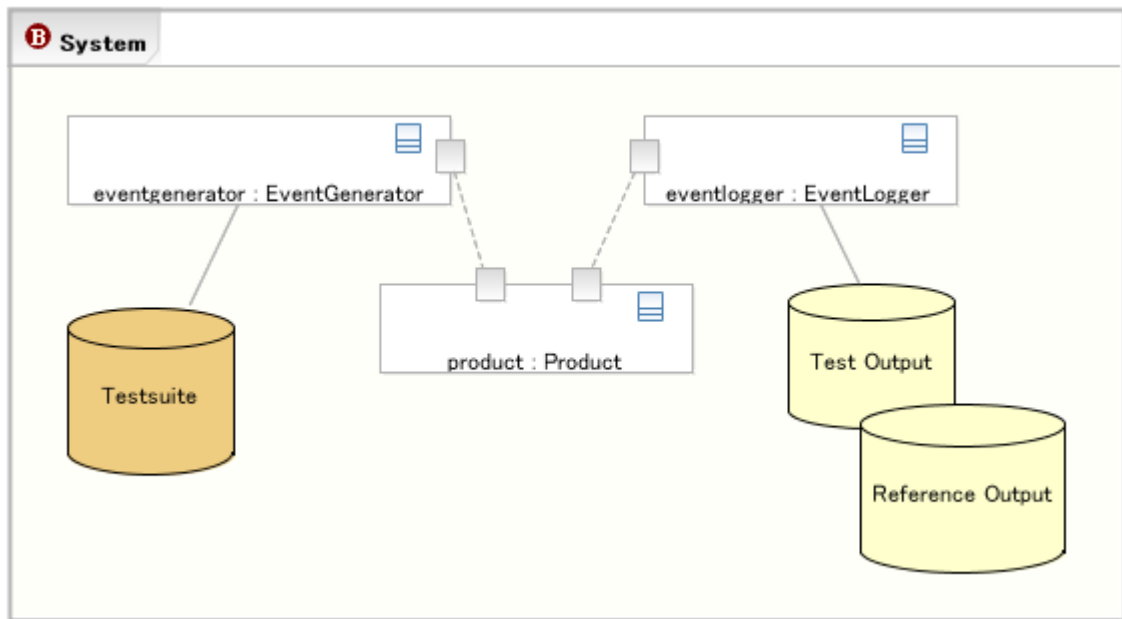 B System
eventgenerator : EventGenerator
eventlogger : EventLogger
product : Product
Testsuite
Test Output
Reference Output